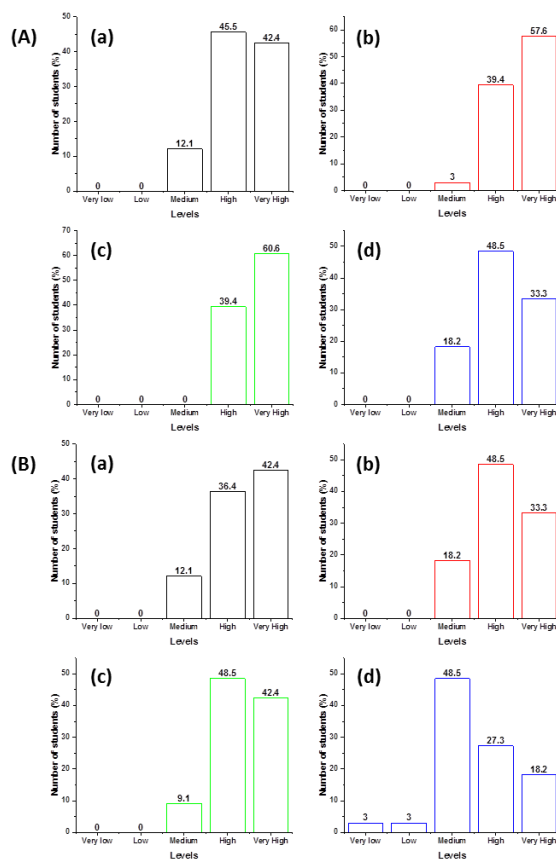 (A)
(a)
Number of students (%)
50
40
30
20
10
0
0
0
12.1
45.5
42.4
Very low Low Medium High Very High
Levels
(b)
Number of students (%)
60
50
40
30
20
10
0
0
0
3
39.4
57.6
Very low Low Medium High Very High
Levels
(c)
Number of students (%)
70
60
50
40
30
20
10
0
0
0
0
39.4
60.6
Very low Low Medium High Very High
Levels
(d)
Number of students (%)
50
40
30
20
10
0
0
0
18.2
48.5
33.3
Very low Low Medium High Very High
Levels
(B)
(a)
Number of students (%)
50
40
30
20
10
0
0
0
12.1
36.4
42.4
Very low Low Medium High Very High
Levels
(b)
Number of students (%)
50
40
30
20
10
0
0
0
18.2
48.5
33.3
Very low Low Medium High Very High
Levels
(c)
Number of students (%)
50
40
30
20
10
0
0
0
9.1
48.5
42.4
Very low Low Medium High Very High
Levels
(d)
Number of students (%)
50
40
30
20
10
0
3
3
48.5
27.3
18.2
Very low Low Medium High Very High
Levels